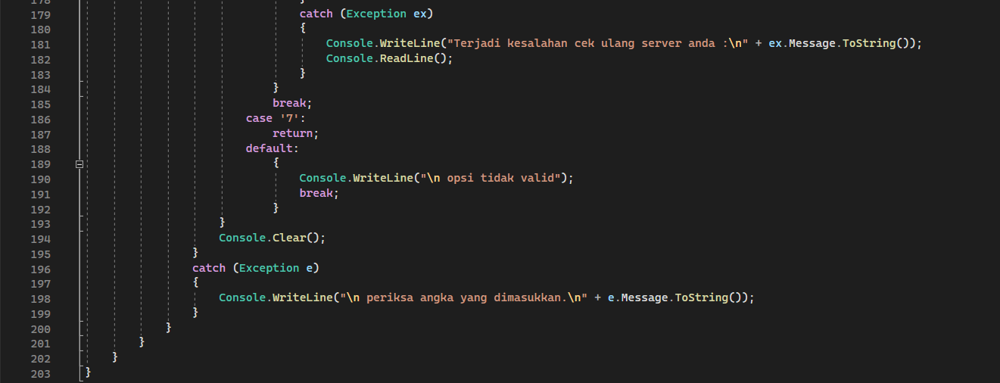 178 }
179 catch (Exception ex)
180 {
181 Console.WriteLine("Terjadi kesalahan cek ulang server anda :\n" + ex.Message.ToString());
182 Console.ReadLine();
183 }
184 }
185 break;
186 case '7':
187 return;
188 default:
189 {
190 Console.WriteLine("\n opsi tidak valid");
191 break;
192 }
193 }
194 Console.Clear();
195 }
196 catch (Exception e)
197 {
198 Console.WriteLine("\n periksa angka yang dimasukkan.\n" + e.Message.ToString());
199 }
200 }
201 }
202 }
203 }